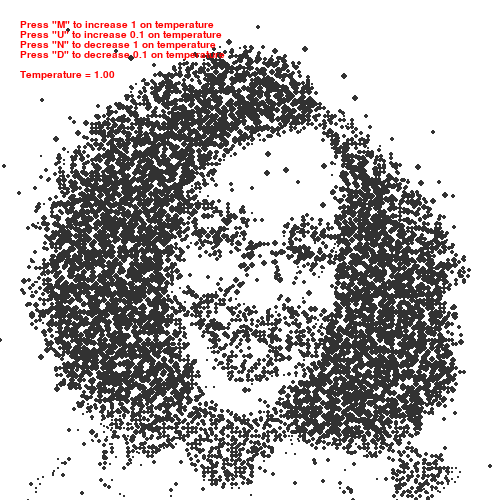 Press "M" to increase 1 on temperature
Press "U" to increase 0.1 on temperature
Press "N" to decrease 1 on temperature
Press "D" to decrease 0.1 on temperature
Temperature = 1.00